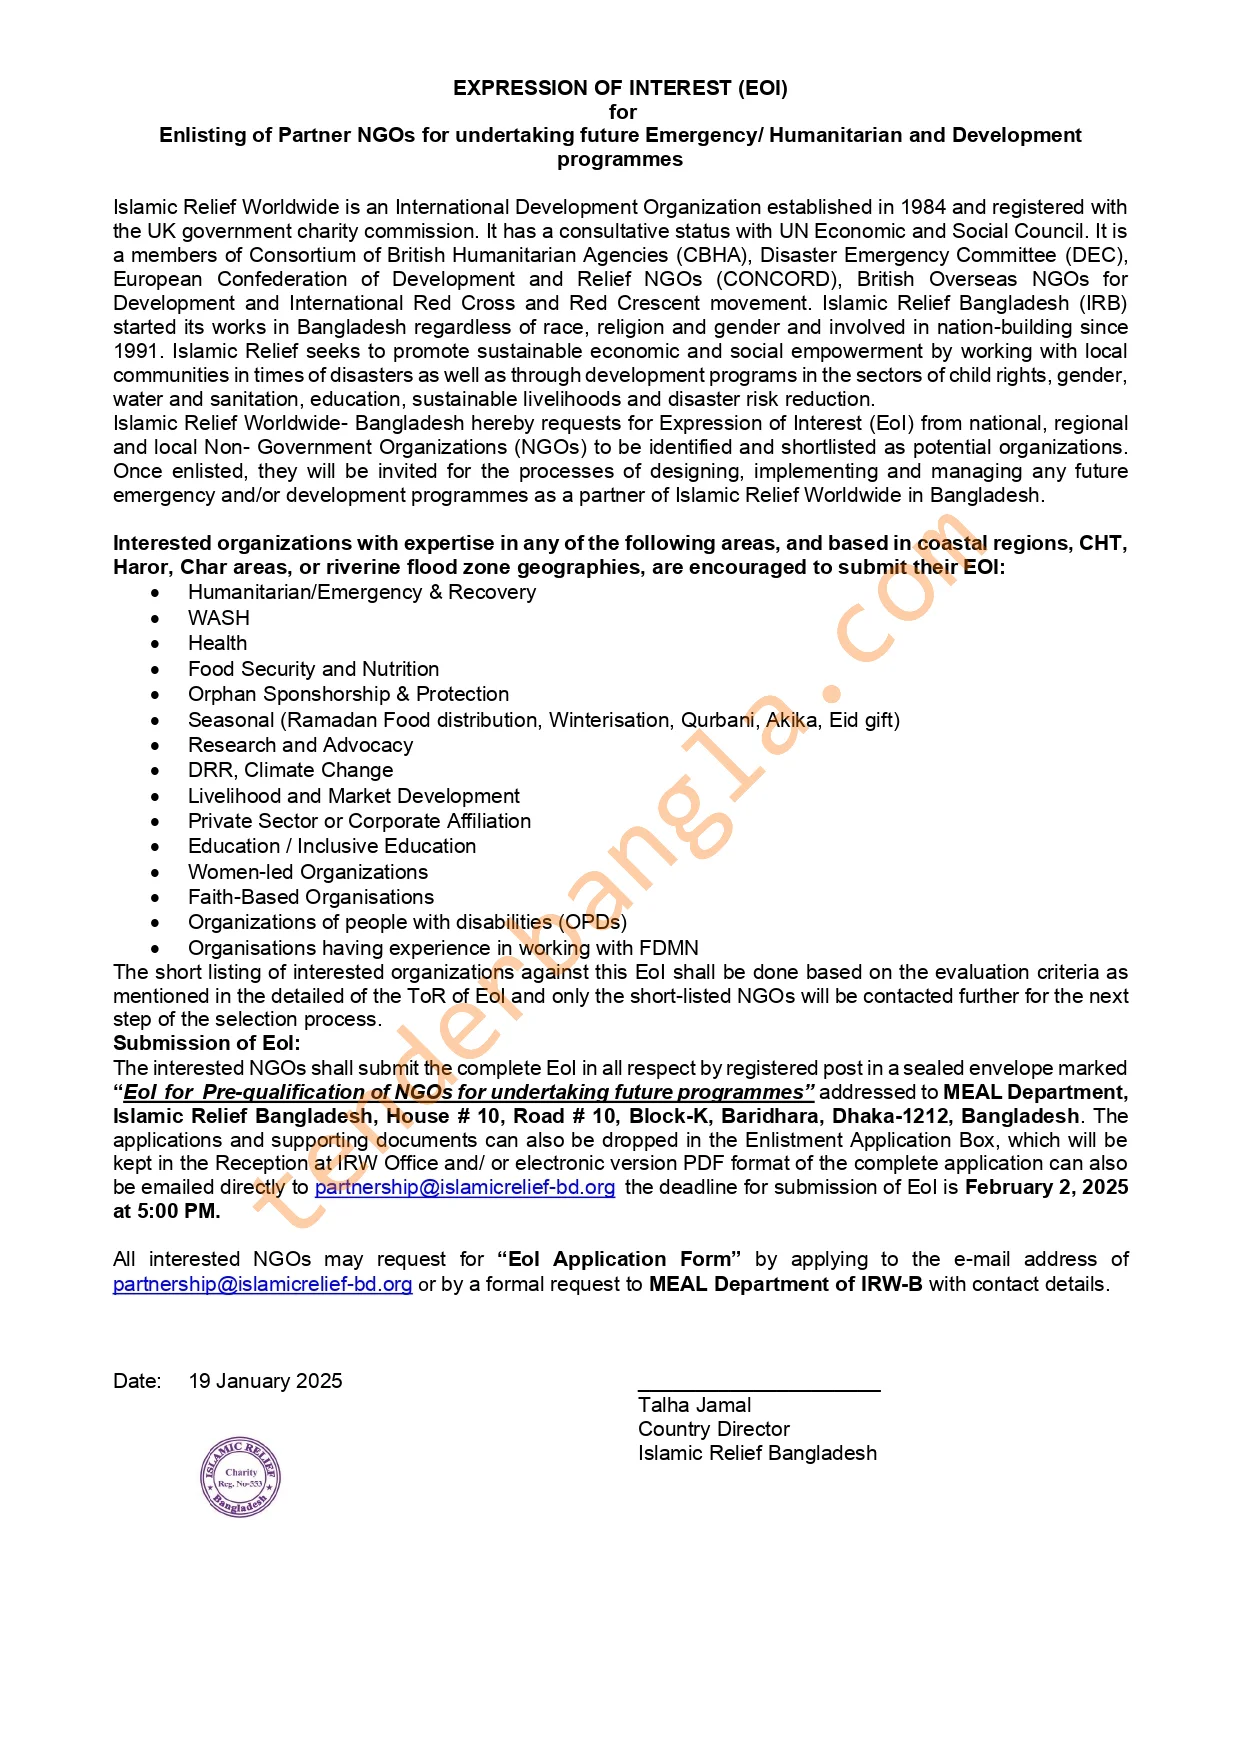 EXPRESSION OF INTEREST (EOI)
for
Enlisting of Partner NGOs for undertaking future Emergency/ Humanitarian and Development
programmes
Islamic Relief Worldwide is an International Development Organization established in 1984 and registered with
the UK government charity commission. It has a consultative status with UN Economic and Social Council. It is
a members of Consortium of British Humanitarian Agencies (CBHA), Disaster Emergency Committee (DEC),
European Confederation of Development and Relief NGOs (CONCORD), British Overseas NGOs for
Development and International Red Cross and Red Crescent movement. Islamic Relief Bangladesh (IRB)
started its works in Bangladesh regardless of race, religion and gender and involved in nation-building since
1991. Islamic Relief seeks to promote sustainable economic and social empowerment by working with local
communities in times of disasters as well as through development programs in the sectors of child rights, gender,
water and sanitation, education, sustainable livelihoods and disaster risk reduction.
Islamic Relief Worldwide- Bangladesh hereby requests for Expression of Interest (EoI) from national, regional
and local Non- Government Organizations (NGOs) to be identified and shortlisted as potential organizations.
Once enlisted, they will be invited for the processes of designing, implementing and managing any future
emergency and/or development programmes as a partner of Islamic Relief Worldwide in Bangladesh.
Interested organizations with expertise in any of the following areas, and based in coastal regions, CHT,
Haror, Char areas, or riverine flood zone geographies, are encouraged to submit their EOI:
• Humanitarian/Emergency & Recovery
• WASH
• Health
• Food Security and Nutrition
• Orphan Sponshorship & Protection
• Seasonal (Ramadan Food distribution, Winterisation, Qurbani, Akika, Eid gift)
• Research and Advocacy
• DRR, Climate Change
• Livelihood and Market Development
• Private Sector or Corporate Affiliation
• Education / Inclusive Education
• Women-led Organizations
• Faith-Based Organisations
• Organizations of people with disabilities (OPDs)
• Organisations having experience in working with FDMN
The short listing of interested organizations against this EoI shall be done based on the evaluation criteria as
mentioned in the detailed of the ToR of EoI and only the short-listed NGOs will be contacted further for the next
step of the selection process.
Submission of EoI:
The interested NGOs shall submit the complete EoI in all respect by registered post in a sealed envelope marked
“EoI for Pre-qualification of NGOs for undertaking future programmes” addressed to MEAL Department,
Islamic Relief Bangladesh, House # 10, Road # 10, Block-K, Baridhara, Dhaka-1212, Bangladesh. The
applications and supporting documents can also be dropped in the Enlistment Application Box, which will be
kept in the Reception at IRW Office and/ or electronic version PDF format of the complete application can also
be emailed directly to partnership@islamicrelief-bd.org the deadline for submission of EoI is February 2, 2025
at 5:00 PM.
All interested NGOs may request for “EoI Application Form” by applying to the e-mail address of
partnership@islamicrelief-bd.org or by a formal request to MEAL Department of IRW-B with contact details.
Date: 19 January 2025
Talha Jamal
Country Director
Islamic Relief Bangladesh
ISLAMIC RELIEF
Charity
Reg. No-553
Bangladesh
tenderbangla.com